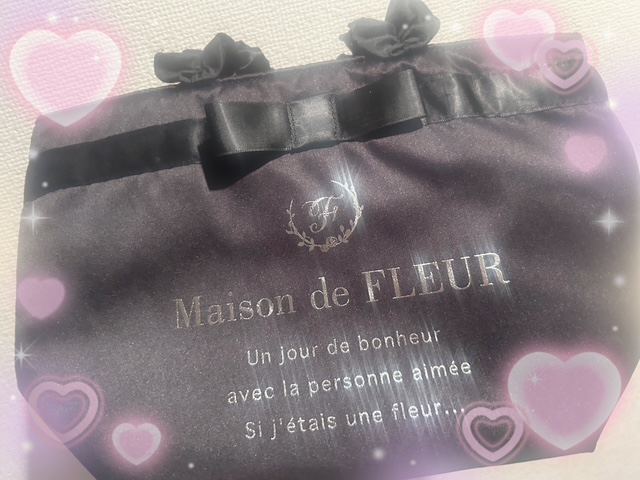 F
Maison de FLEUR
Un jour de bonheur
avec la personne aimée
Si j'étais une fleur...